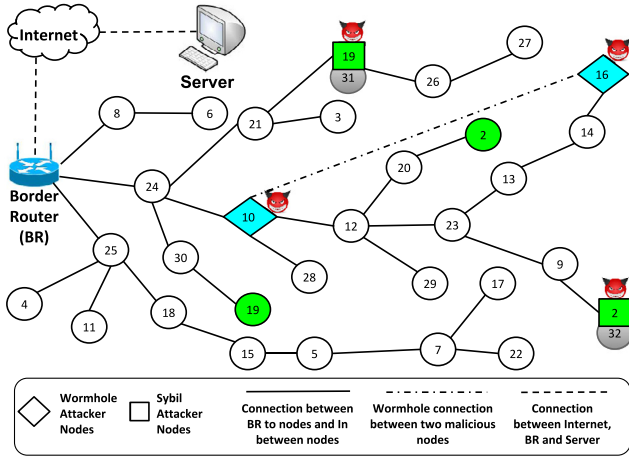 Internet
Server
27
19
31
26
16
8
6
21
3
2
14
20
13
Border
Router
(BR)
24
10
12
23
25
30
28
29
9
17
4
11
18
19
2
32
15
5
7
22
Wormhole
Attacker
Nodes
Sybil
Attacker
Nodes
Connection between
BR to nodes and In
between nodes
Wormhole connection
between two malicious
nodes
Connection
between Internet,
BR and Server